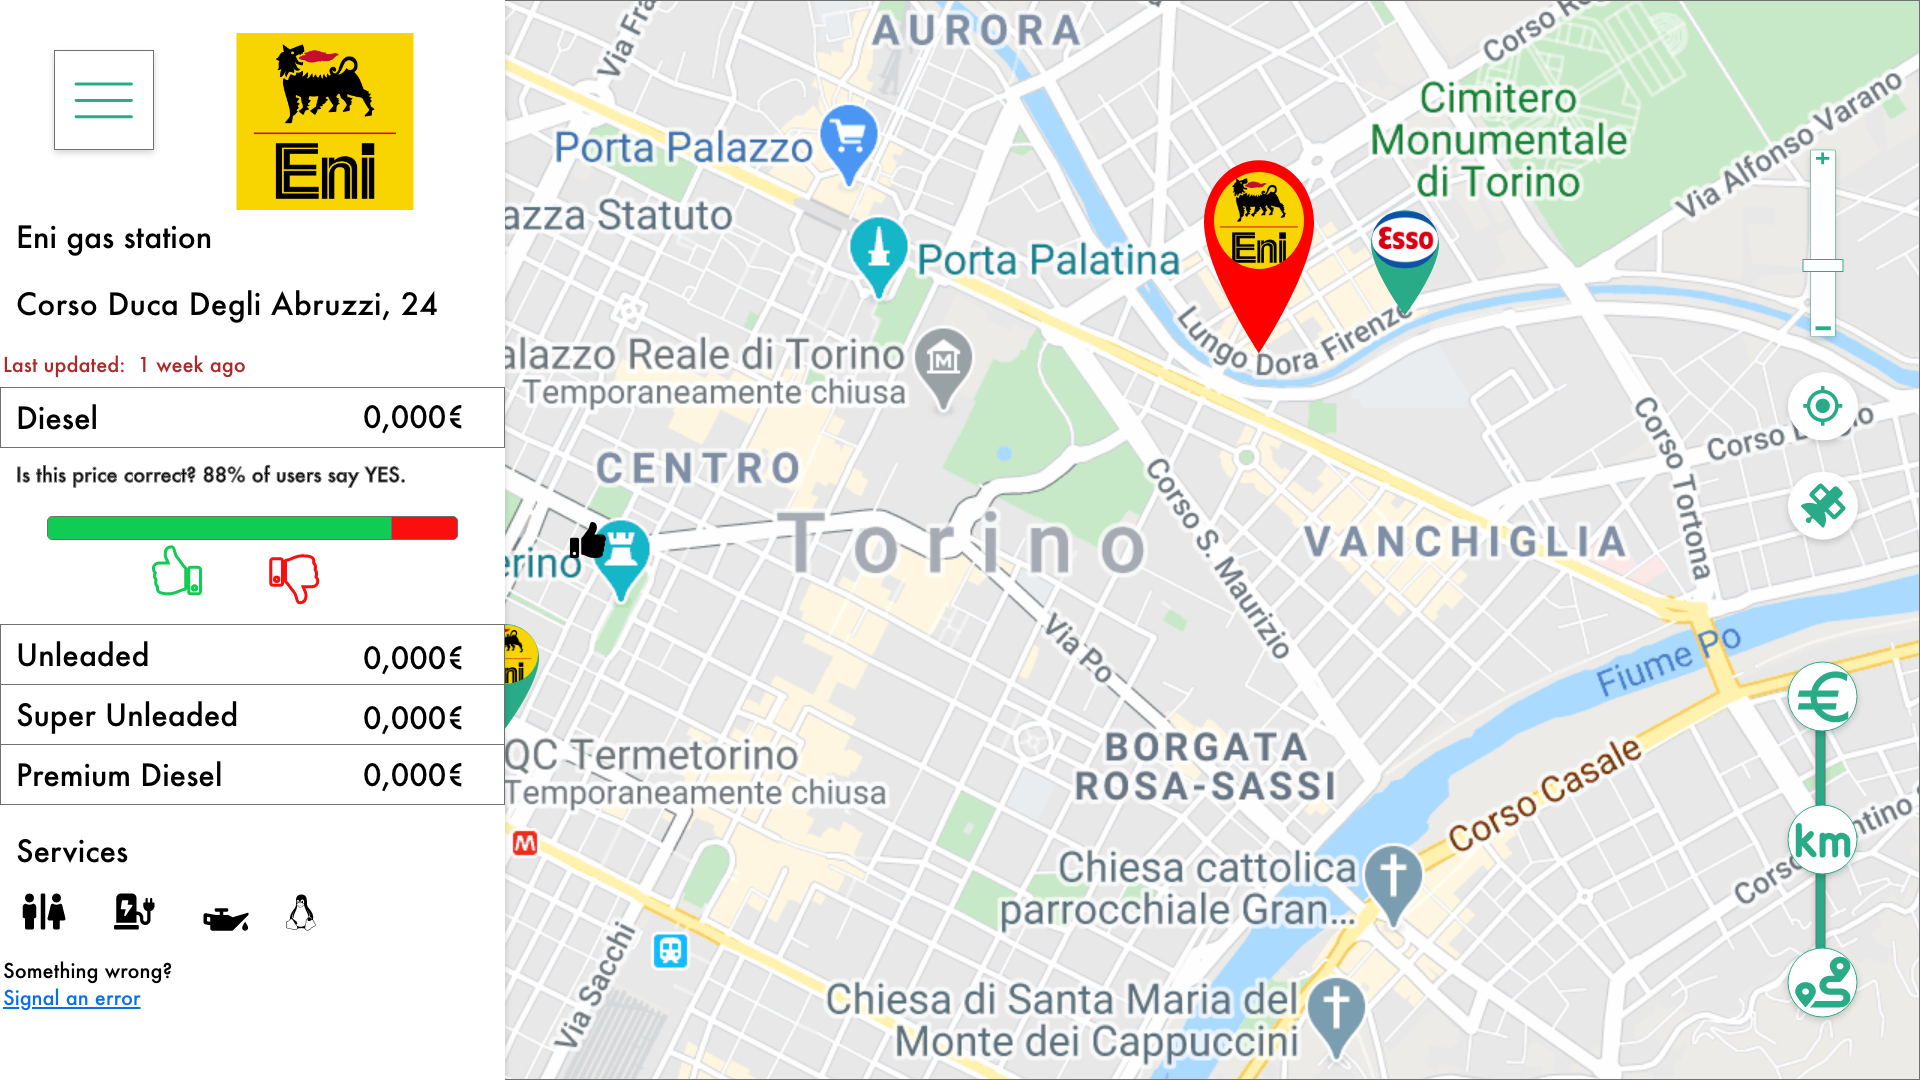 Eni
Eni gas station
Corso Duca Degli Abruzzi, 24
Last updated: 1 week ago
Diesel 0,000€
Is this price correct? 88% of users say YES.
Unleaded 0,000€
Super Unleaded 0,000€
Premium Diesel 0,000€
Services
Something wrong?
Signal an error
AURORA
Via Fra
Corso R
Cimitero
Monumentale
di Torino
Via Alfonso Varano
Porta Palazzo
azza Statuto
Porta Palatina
Eni
Esso
+
−
Lungo Dora Firenze
alazzo Reale di Torino
Temporaneamente chiusa
M
CENTRO
Torino
erino
Corso S. Maurizio
VANCHIGLIA
Corso Tortona
Corso
Via Po
Fiume Po
€
QC Termetorino
Temporaneamente chiusa
BORGATA
ROSA-SASSI
Corso Casale
km
M
Chiesa cattolica
parrocchiale Gran...
Via Sacchi
Chiesa di Santa Maria del
Monte dei Cappuccini